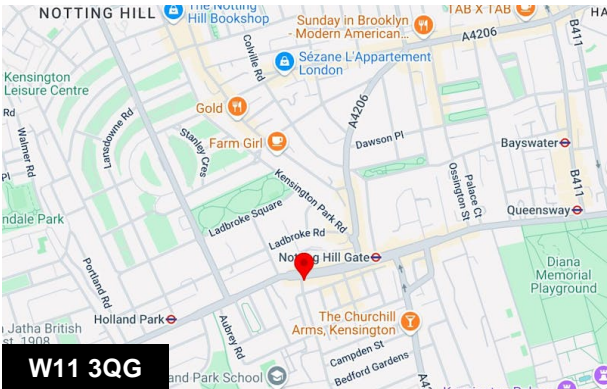 NOTTING HILL
The Notting
Hill Bookshop
Sunday in Brooklyn
- Modern American...
TAB X TAB
HA
A4206
B411
Colville Rd
Sézane L'Appartement
London
Kensington
Leisure Centre
Rd
Walmer Rd
Lansdowne Rd
Gold
Stanley Cres
Farm Girl
A4206
Dawson Pl
Bayswater
Pl
Kensington Park Rd
Ossington St
Palace Ct
B411
Queensway
ndale Park
Ladbroke Square
Ladbroke Rd
Notting Hill Gate
Portland Rd
Diana
Memorial
Playground
Holland Park
Aubrey Rd
The Churchill
Arms, Kensington
a Jatha British
est. 1908
Campden St
Bedford Gardens
and Park School
W11 3QG